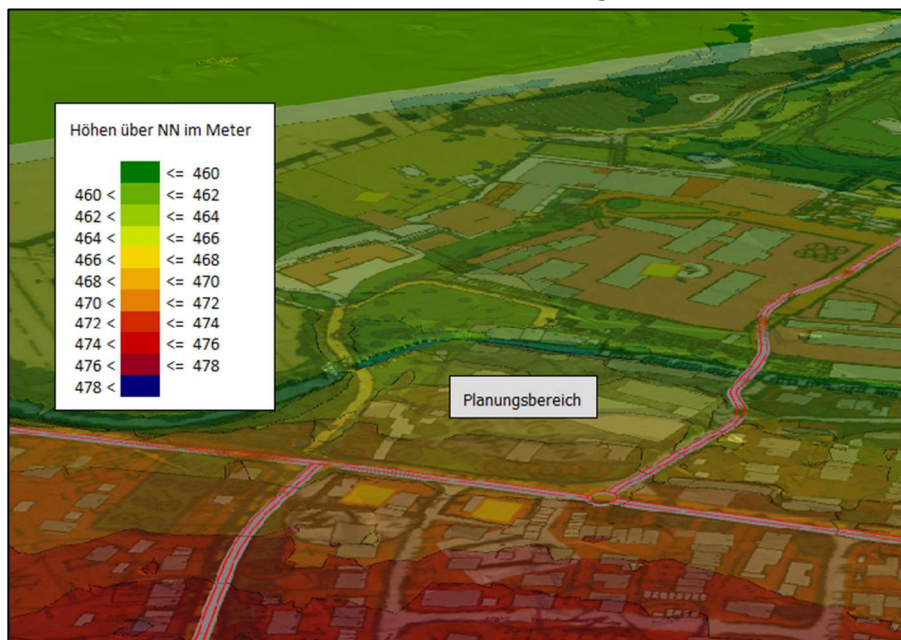 Höhen über NN im Meter
<= 460
460 < <= 462
462 < <= 464
464 < <= 466
466 < <= 468
468 < <= 470
470 < <= 472
472 < <= 474
474 < <= 476
476 < <= 478
478 <
Planungsbereich